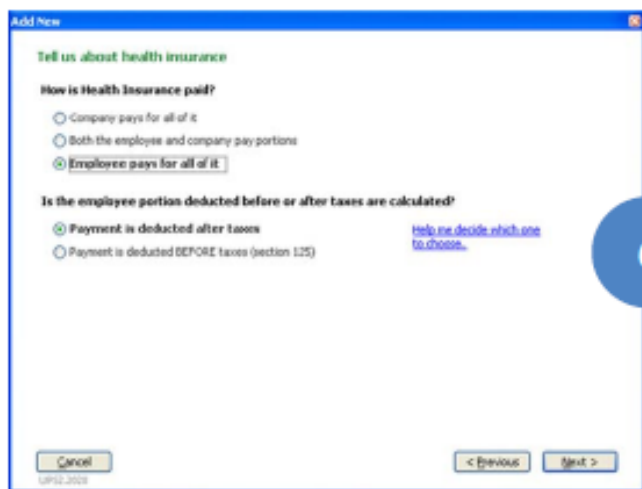 Add New
Tell us about health insurance
How is Health Insurance paid?
Company pays for all of it
Both the employee and company pay portions
Employee pays for all of it
Is the employee portion deducted before or after taxes are calculated?
Payment is deducted after taxes
Help me decide which one
to choose.
Payment is deducted BEFORE taxes (section 125)
Cancel
< Previous
Next >